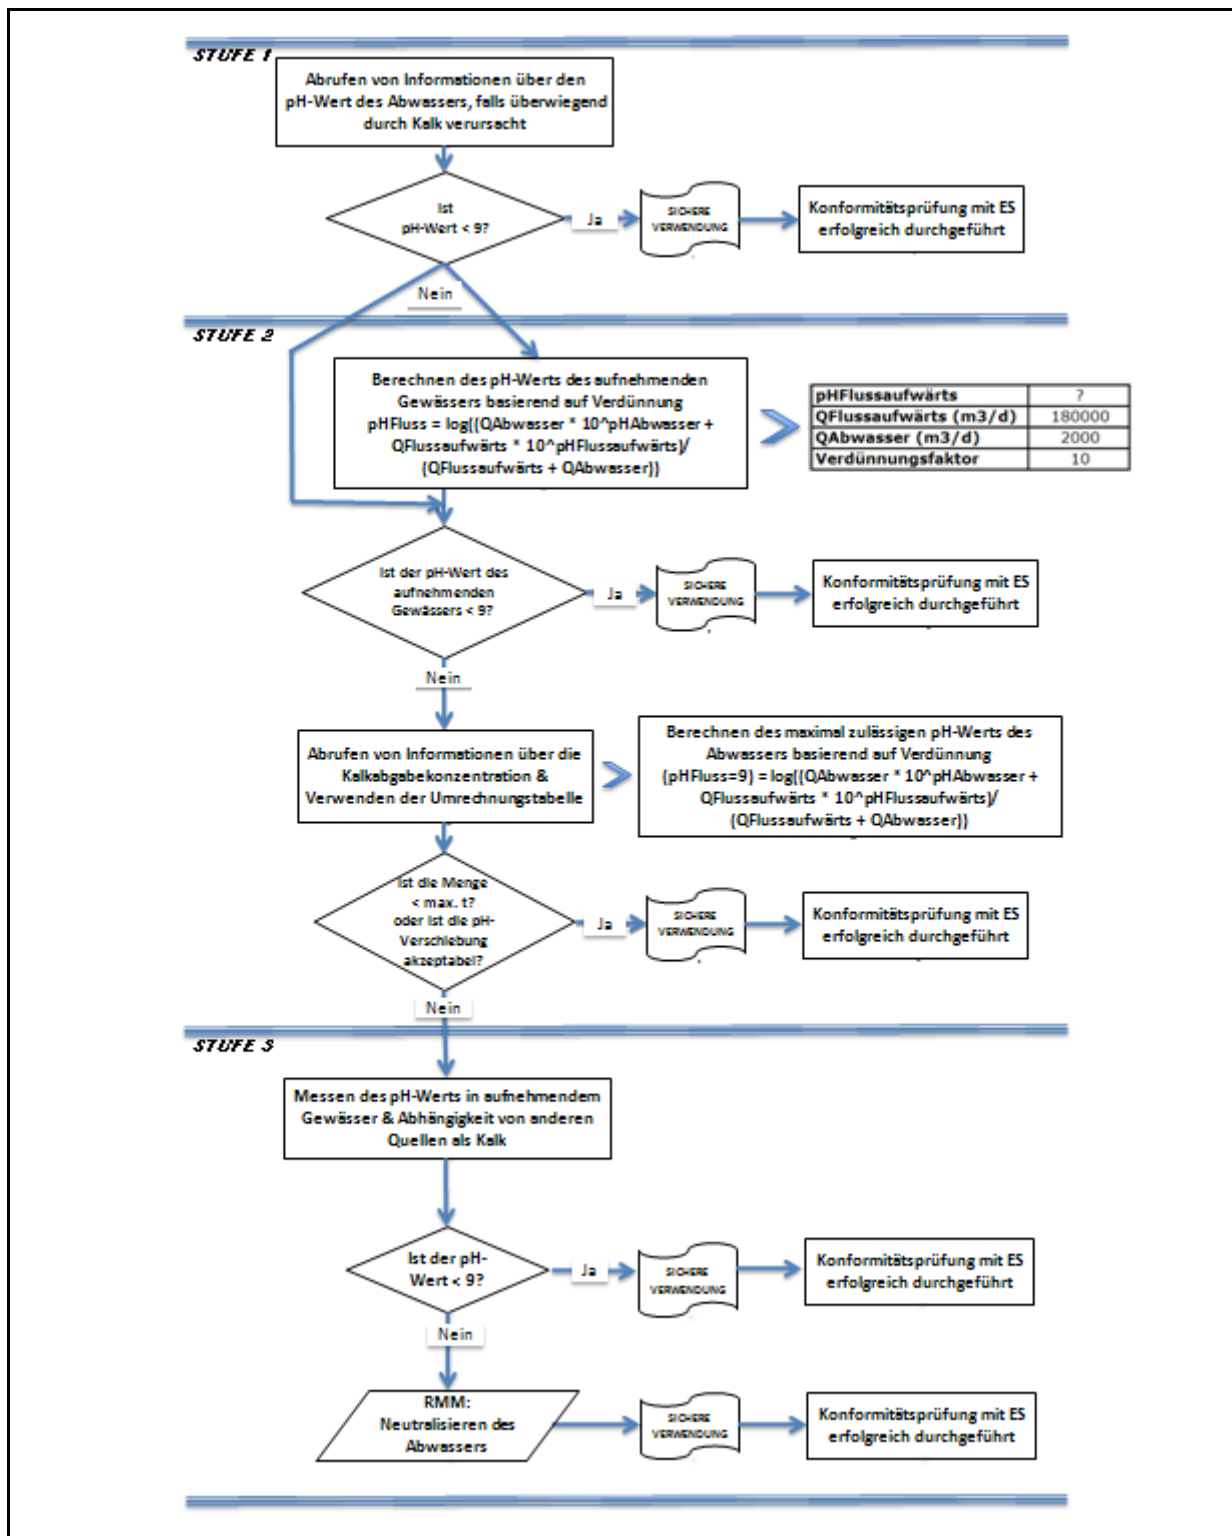 STUFE 1
Abrufen von Informationen über den
pH-Wert des Abwassers, falls überwiegend
durch Kalk verursacht
Ist
pH-Wert < 9?
Ja
SICHERE
VERWENDUNG
Konformitätsprüfung mit ES
erfolgreich durchgeführt
Nein
STUFE 2
Berechnen des pH-Werts des aufnehmenden
Gewässers basierend auf Verdünnung
pHFluss = log((QAbwasser * 10^pHAbwasser +
QFlussaufwärts * 10^pHFlussaufwärts)/
(QFlussaufwärts + QAbwasser))
pHFlussaufwärts ?
QFlussaufwärts (m3/d) 180000
QAbwasser (m3/d) 2000
Verdünnungsfaktor 10
Ist der pH-Wert des
aufnehmenden
Gewässers < 9?
Ja
SICHERE
VERWENDUNG
Konformitätsprüfung mit ES
erfolgreich durchgeführt
Nein
Abrufen von Informationen über die
Kalkabgabekonzentration &
Verwenden der Umrechnungstabelle
Berechnen des maximal zulässigen pH-Werts des
Abwassers basierend auf Verdünnung
(pHFluss=9) = log((QAbwasser * 10^pHAbwasser +
QFlussaufwärts * 10^pHFlussaufwärts)/
(QFlussaufwärts + QAbwasser))
Ist die Menge
< max. t?
oder ist die pH-
Verschiebung
akzeptabel?
Ja
SICHERE
VERWENDUNG
Konformitätsprüfung mit ES
erfolgreich durchgeführt
Nein
STUFE 3
Messen des pH-Werts in aufnehmendem
Gewässer & Abhängigkeit von anderen
Quellen als Kalk
Ist der pH-
Wert < 9?
Ja
SICHERE
VERWENDUNG
Konformitätsprüfung mit ES
erfolgreich durchgeführt
Nein
RMM:
Neutralisieren des
Abwassers
SICHERE
VERWENDUNG
Konformitätsprüfung mit ES
erfolgreich durchgeführt